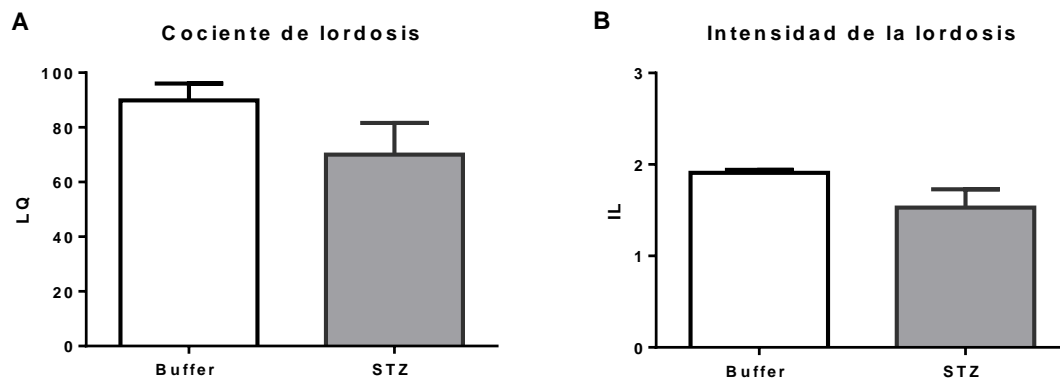 A
Cociente de lordosis
100
80
60
40
20
0
LQ
Buffer STZ
B
Intensidad de la lordosis
3
2
1
0
IL
Buffer STZ